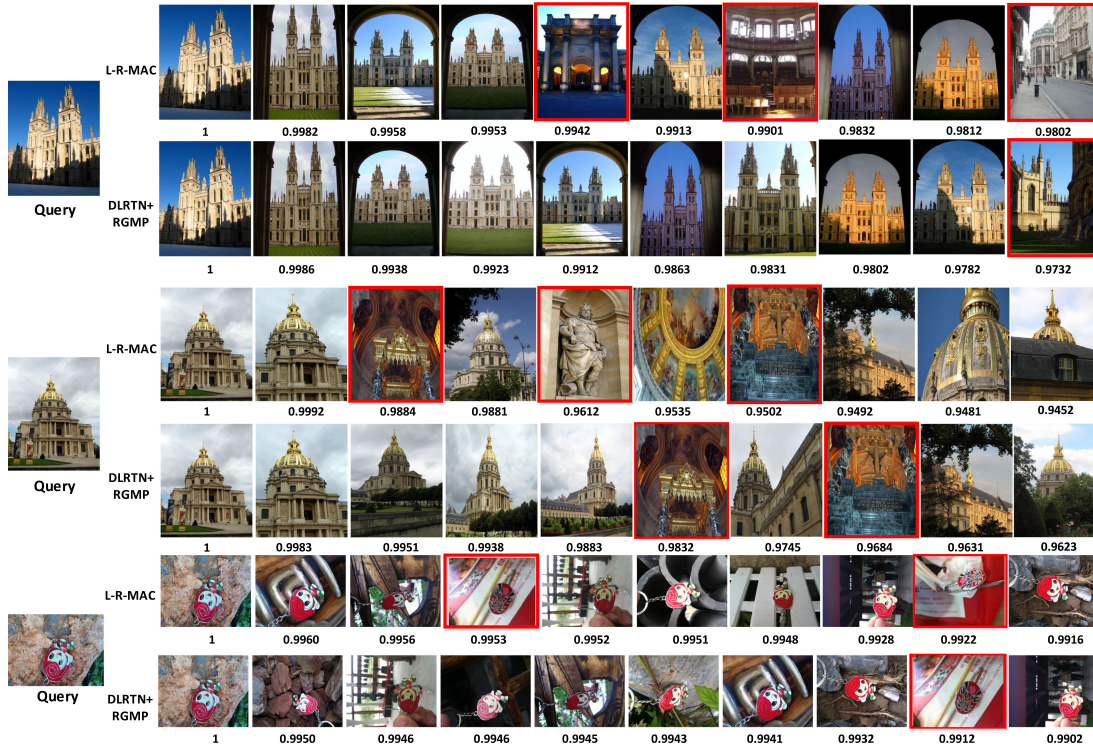 L-R-MAC
1 0.9982 0.9958 0.9953 0.9942 0.9913 0.9901 0.9832 0.9812 0.9802
Query
DLRTN+
RGMP
1 0.9986 0.9938 0.9923 0.9912 0.9863 0.9831 0.9802 0.9782 0.9732
L-R-MAC
1 0.9992 0.9884 0.9881 0.9612 0.9535 0.9502 0.9492 0.9481 0.9452
Query
DLRTN+
RGMP
1 0.9983 0.9951 0.9938 0.9883 0.9832 0.9745 0.9684 0.9631 0.9623
L-R-MAC
1 0.9960 0.9956 0.9953 0.9952 0.9951 0.9948 0.9928 0.9922 0.9916
Query
DLRTN+
RGMP
1 0.9950 0.9946 0.9946 0.9945 0.9943 0.9941 0.9932 0.9912 0.9902